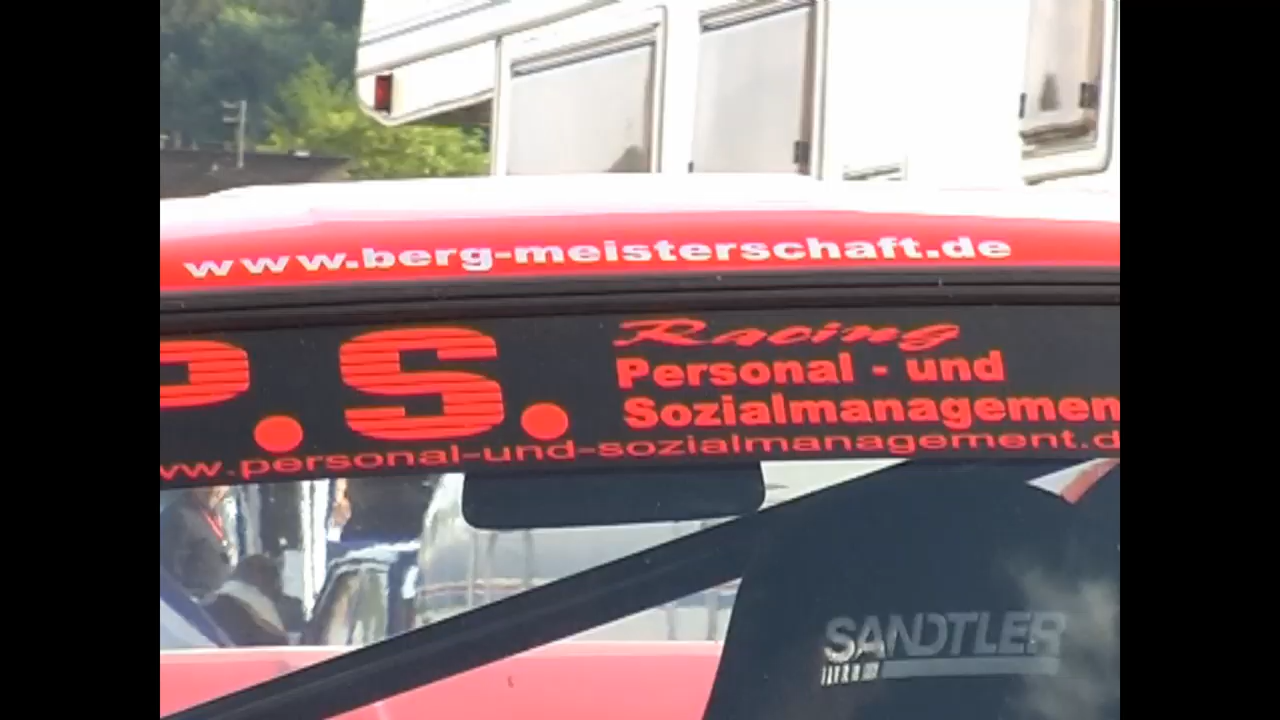 www.berg-meisterschaft.de
P.S.
Racing
Personal - und
Sozialmanagemen
ww.personal-und-sozialmanagement.d
SANDTLER